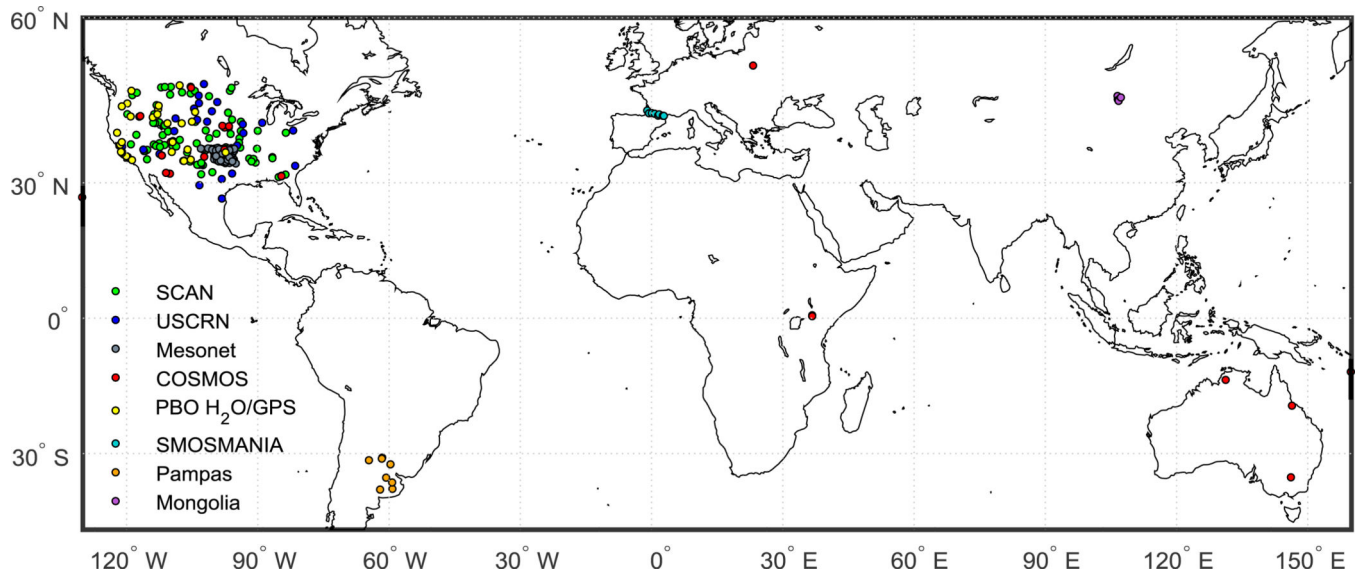 60° N
30° N
0°
30° S
SCAN
USCRN
Mesonet
COSMOS
PBO H₂O/GPS
SMOSMANIA
Pampas
Mongolia
120° W 90° W 60° W 30° W 0° 30° E 60° E 90° E 120° E 150° E